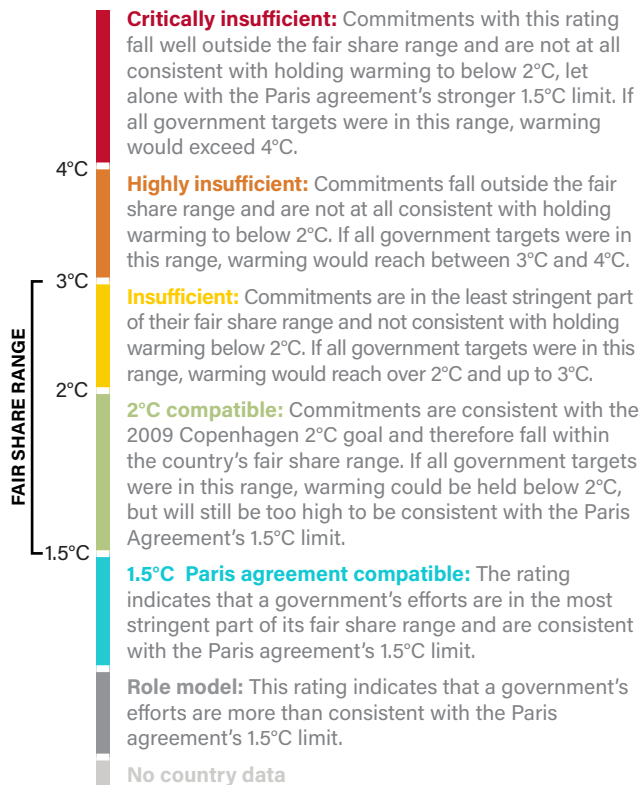 Critically insufficient: Commitments with this rating
fall well outside the fair share range and are not at all
consistent with holding warming to below 2°C, let
alone with the Paris agreement's stronger 1.5°C limit. If
all government targets were in this range, warming
would exceed 4°C.
4°C
Highly insufficient: Commitments fall outside the fair
share range and are not at all consistent with holding
warming to below 2°C. If all government targets were in
this range, warming would reach between 3°C and 4°C.
3°C
Insufficient: Commitments are in the least stringent part
of their fair share range and not consistent with holding
warming below 2°C. If all government targets were in this
range, warming would reach over 2°C and up to 3°C.
2°C
FAIR SHARE RANGE
2°C compatible: Commitments are consistent with the
2009 Copenhagen 2°C goal and therefore fall within
the country's fair share range. If all government targets
were in this range, warming could be held below 2°C,
but will still be too high to be consistent with the Paris
Agreement's 1.5°C limit.
1.5°C
1.5°C Paris agreement compatible: The rating
indicates that a government's efforts are in the most
stringent part of its fair share range and are consistent
with the Paris agreement's 1.5°C limit.
Role model: This rating indicates that a government's
efforts are more than consistent with the Paris
agreement's 1.5°C limit.
No country data